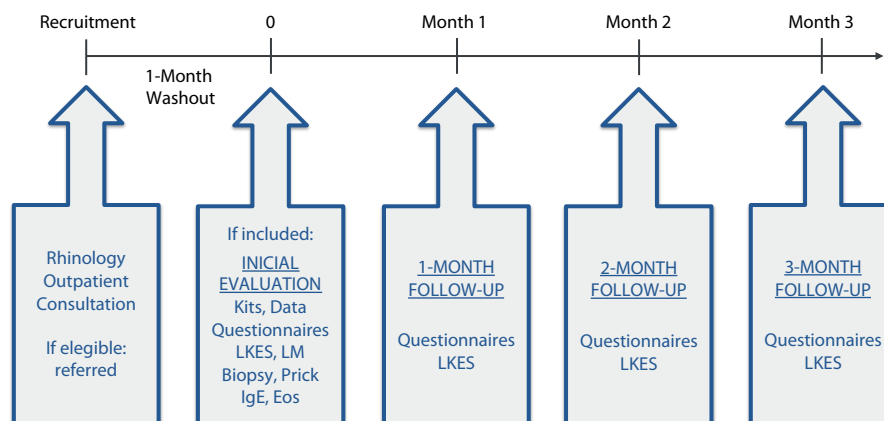 Recruitment
0
Month 1
Month 2
Month 3
1-Month
Washout
Rhinology
Outpatient
Consultation
If elegible:
referred
If included:
INICIAL
EVALUATION
Kits, Data
Questionnaires
LKES, LM
Biopsy, Prick
IgE, Eos
1-MONTH
FOLLOW-UP
Questionnaires
LKES
2-MONTH
FOLLOW-UP
Questionnaires
LKES
3-MONTH
FOLLOW-UP
Questionnaires
LKES